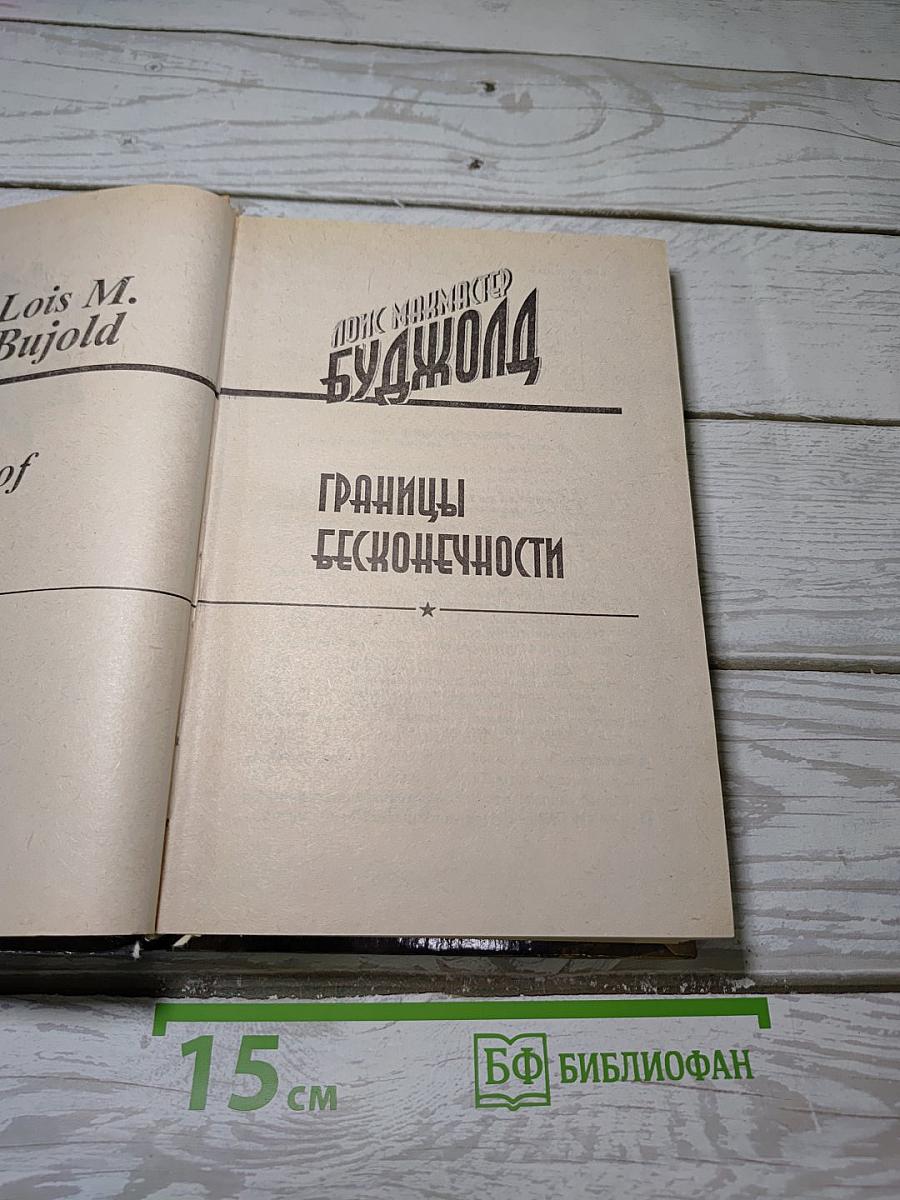 Lois M.
Bujold
of
ЛОИС МАКМАСТЕР
БУДЖОЛД
ГРАНИЦЫ
БЕСКОНЕЧНОСТИ
15 см
БФ БИБЛИОФАН